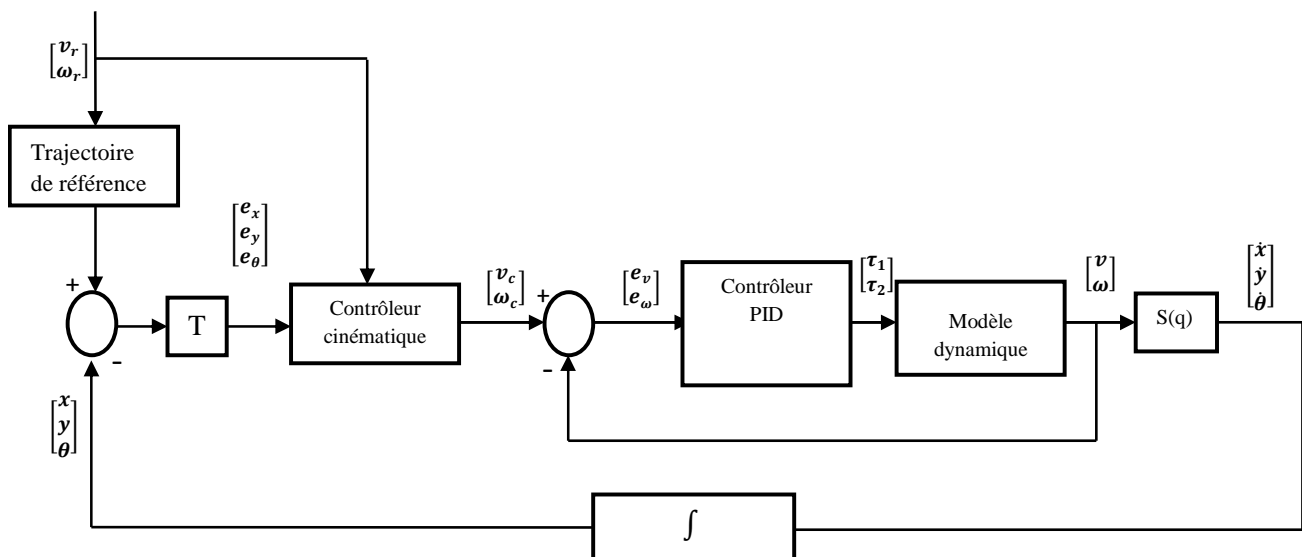 [v_r
ω_r]
Trajectoire
de référence
[e_x
e_y
e_θ]
+
-
T
Contrôleur
cinématique
[v_c
ω_c]
+
-
[e_v
e_ω]
Contrôleur
PID
[τ_1
τ_2]
Modèle
dynamique
[v
ω]
S(q)
[ẋ
ẏ
θ̇]
[x
y
θ]
∫